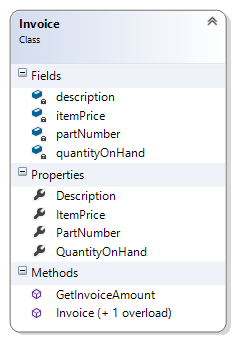 Invoice
Class
Fields
description
itemPrice
partNumber
quantityOnHand
Properties
Description
ItemPrice
PartNumber
QuantityOnHand
Methods
GetInvoiceAmount
Invoice (+ 1 overload)